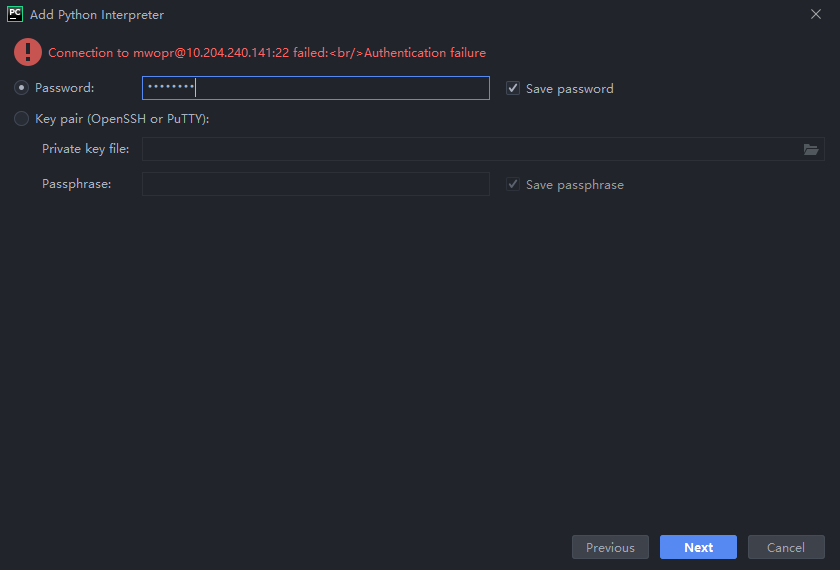 PC Add Python Interpreter
Connection to mwopr@10.204.240.141:22 failed:<br/>Authentication failure
Password: •••••••• Save password
Key pair (OpenSSH or PuTTY):
Private key file:
Passphrase: Save passphrase
Previous Next Cancel